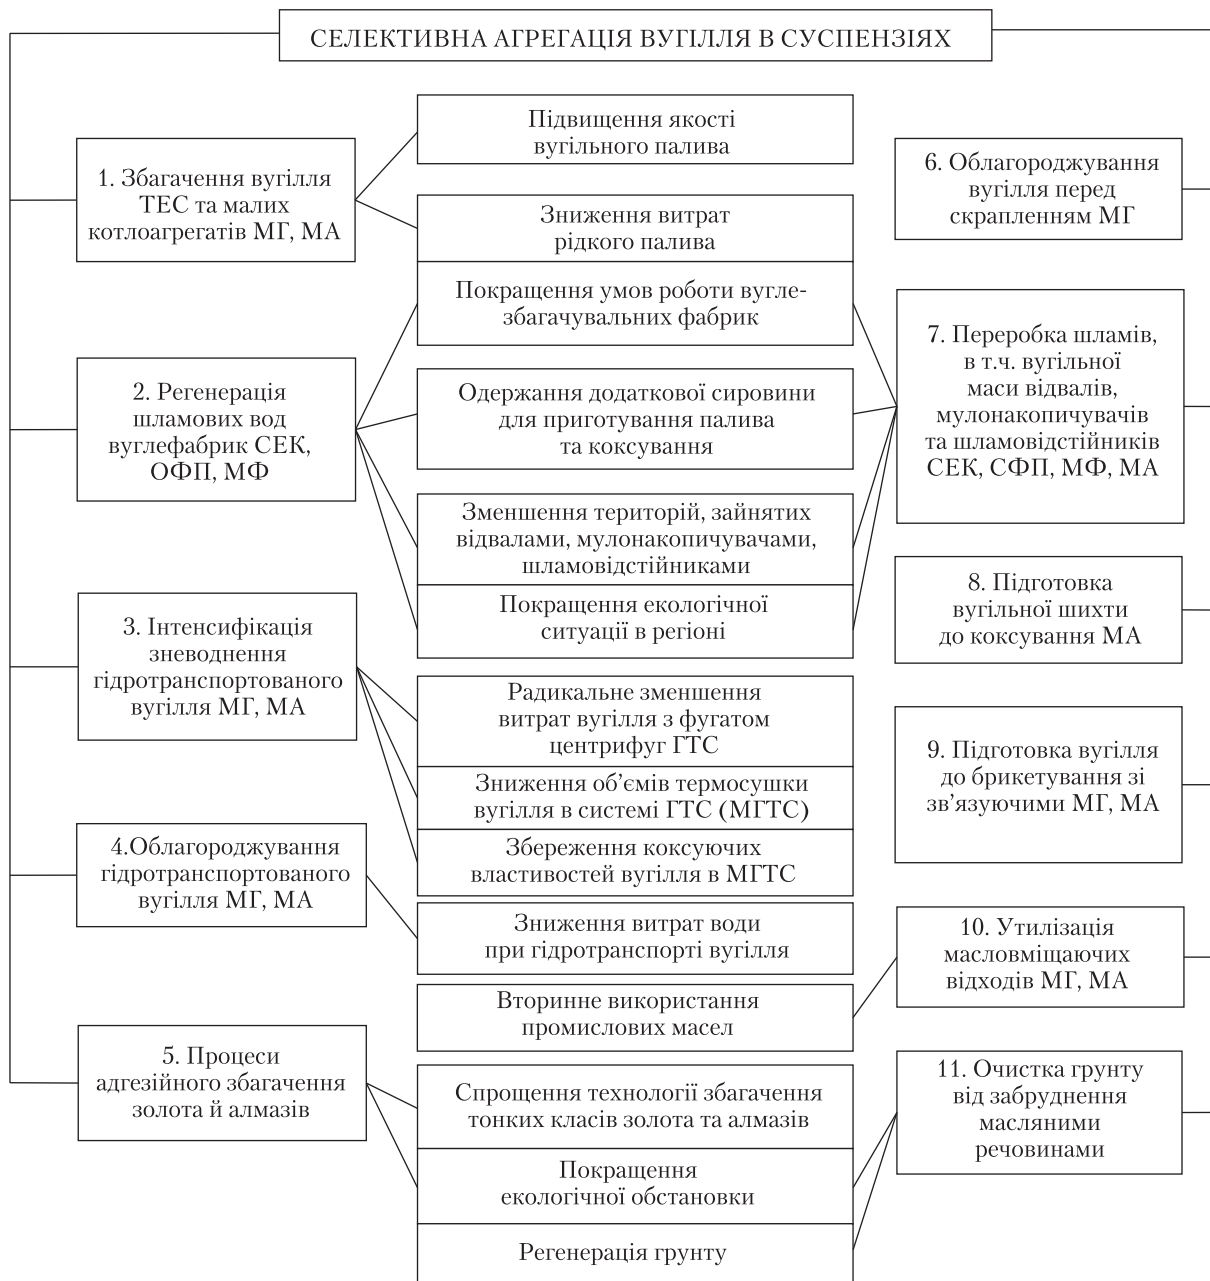 СЕЛЕКТИВНА АГРЕГАЦІЯ ВУГІЛЛЯ В СУСПЕНЗІЯХ
1. Збагачення вугілля
ТЕС та малих
котлоагрегатів МГ, МА
2. Регенерація
шламових вод
вуглефабрик СЕК,
ОФП, МФ
3. Інтенсифікація
зневоднення
гідротранспортованого
вугілля МГ, МА
4.Облагороджування
гідротранспортованого
вугілля МГ, МА
5. Процеси
адгезійного збагачення
золота й алмазів
Підвищення якості
вугільного палива
Зниження витрат
рідкого палива
Покращення умов роботи вугле-
збагачувальних фабрик
Одержання додаткової сировини
для приготування палива
та коксування
Зменшення територій, зайнятих
відвалами, мулонакопичувачами,
шламовідстійниками
Покращення екологічної
ситуації в регіоні
Радикальне зменшення
витрат вугілля з фугатом
центрифуг ГТС
Зниження об’ємів термосушки
вугілля в системі ГТС (МГТС)
Збереження коксуючих
властивостей вугілля в МГТС
Зниження витрат води
при гідротранспорті вугілля
Вторинне використання
промислових масел
Спрощення технології збагачення
тонких класів золота та алмазів
Покращення
екологічної обстановки
Регенерація грунту
6. Облагороджування
вугілля перед
скрапленням МГ
7. Переробка шламів,
в т.ч. вугільної
маси відвалів,
мулонакопичувачів
та шламовідстійників
СЕК, СФП, МФ, МА
8. Підготовка
вугільної шихти
до коксування МА
9. Підготовка вугілля
до брикетування зі
зв’язуючими МГ, МА
10. Утилізація
масловміщаючих
відходів МГ, МА
11. Очистка грунту
від забруднення
масляними
речовинами